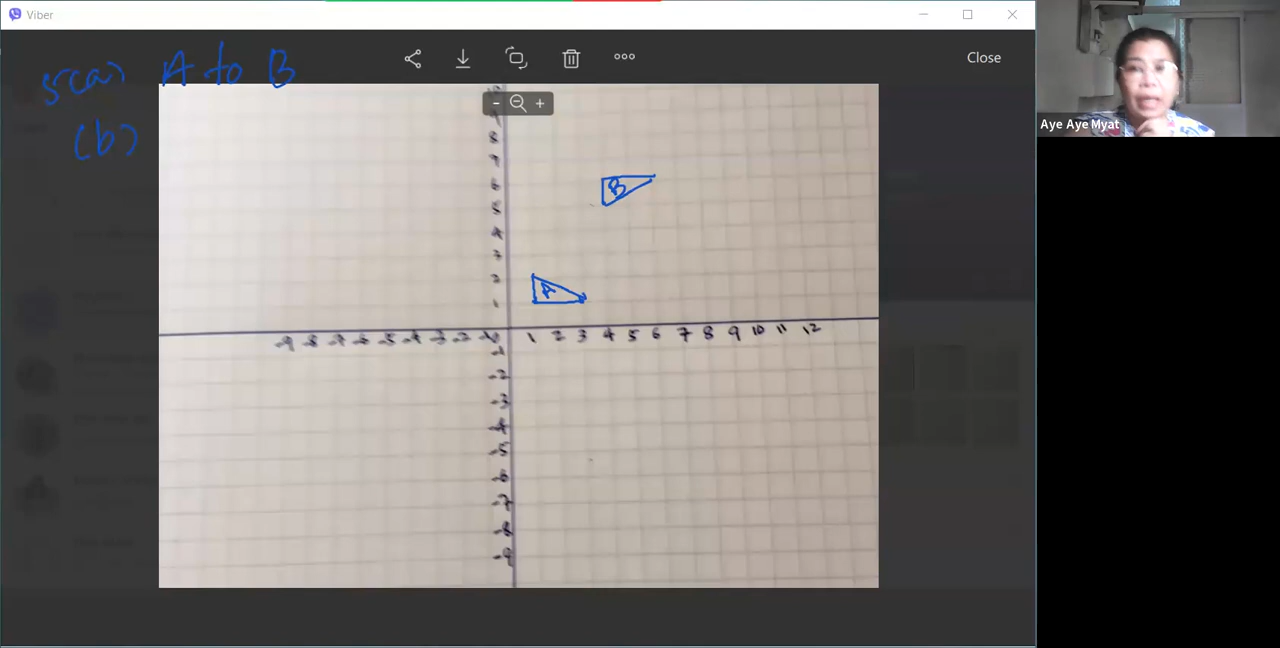 Viber
Close
5(a) A to B
(b)
Aye Aye Myat
9
8
7
6
5
4
3
2
1
B
A
-9 -8 -7 -6 -5 -4 -3 -2 -1 0 1 2 3 4 5 6 7 8 9 10 11 12
-1
-2
-3
-4
-5
-6
-7
-8
-9